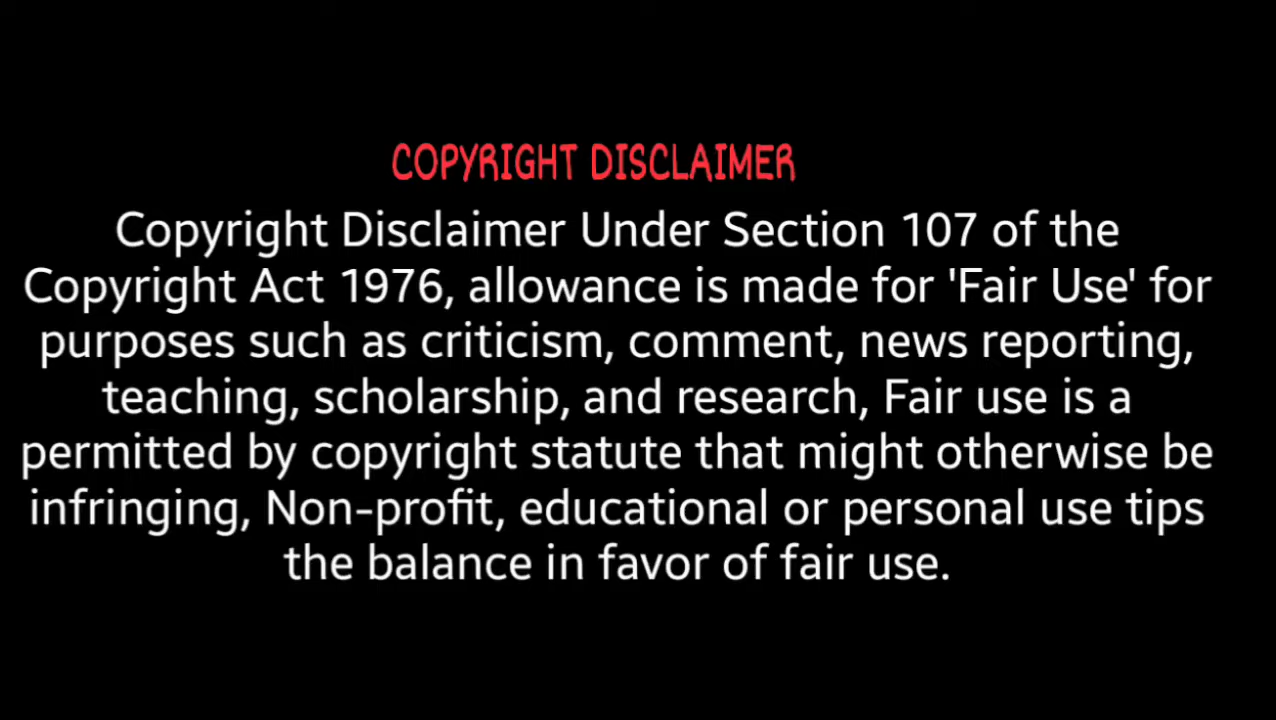 COPYRIGHT DISCLAIMER
Copyright Disclaimer Under Section 107 of the
Copyright Act 1976, allowance is made for 'Fair Use' for
purposes such as criticism, comment, news reporting,
teaching, scholarship, and research, Fair use is a
permitted by copyright statute that might otherwise be
infringing, Non-profit, educational or personal use tips
the balance in favor of fair use.